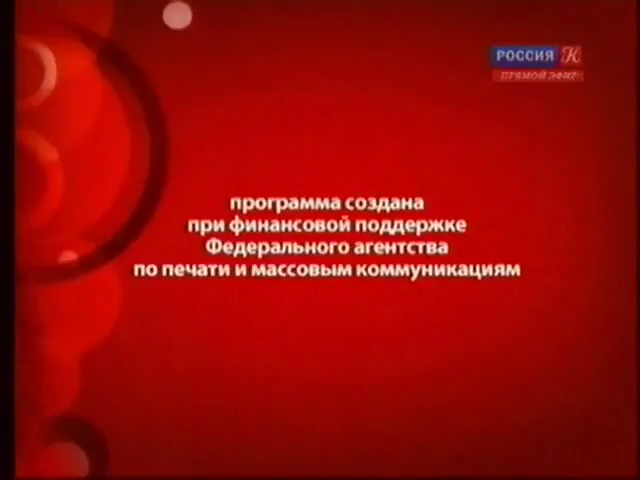 РОССИЯ К
ПРЯМОЙ ЭФИР
программа создана
при финансовой поддержке
Федерального агентства
по печати и массовым коммуникациям